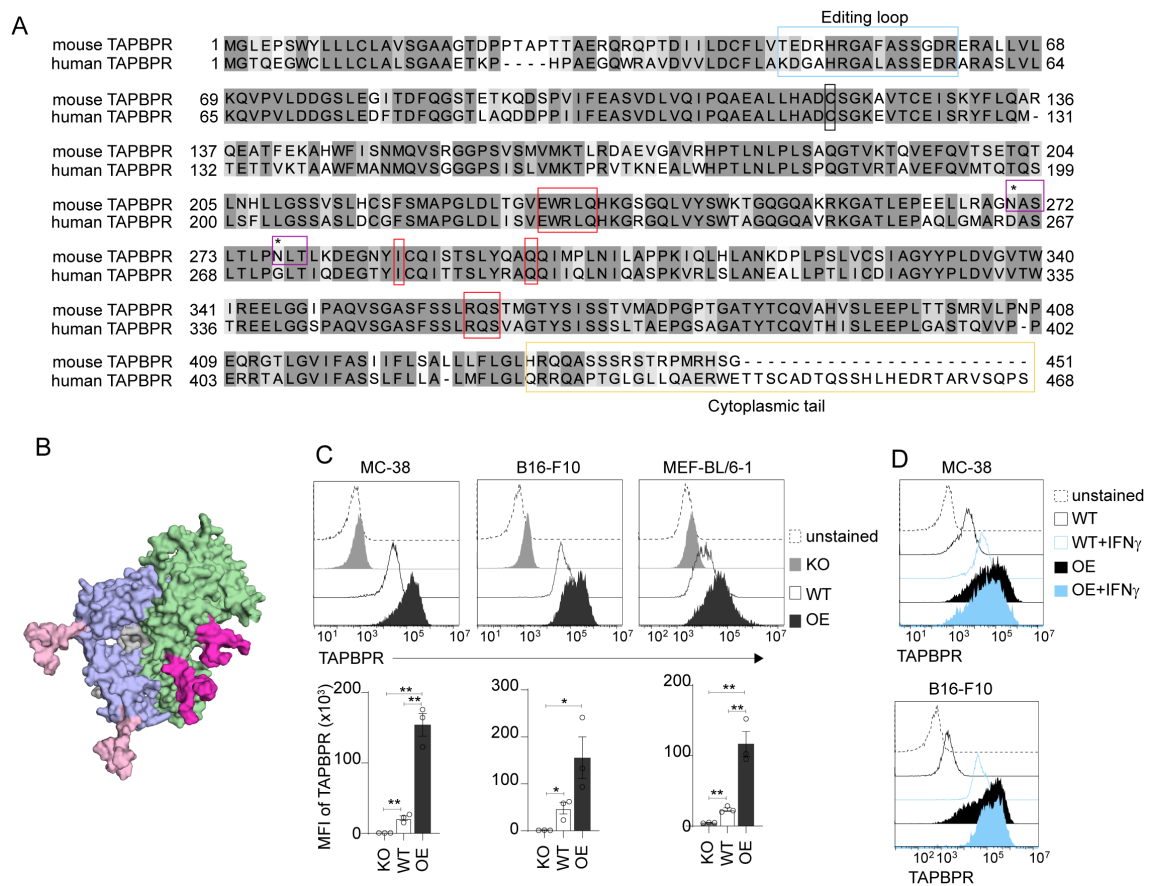 A
Editing loop
mouse TAPBPR 1 MGLEPSWYLLLCLAVSGAAGTDPPTAPTTAERQRQPTDIILDCFLVTEDRHRGAFASSGDRERALLVL 68
human TAPBPR 1 MGTQEGWCLLLCLALSGAAETKP----HPAEGQWRAVDVVLDCFLAKDGAHRGALASSEDRARASLVL 64
mouse TAPBPR 69 KQVPVLDDGSLEGITDFQGSTETKQDSPVIFEASVDLVQIPQAEALLHADCSGKAVTCEISKYFLQAR 136
human TAPBPR 65 KQVPVLDDGSLEDFTDFQGGTLAQDDPPIIFEASVDLVQIPQAEALLHADCSGKEVTCEISRYFLQM- 131
mouse TAPBPR 137 QEATFEKAHWFISNMQVSRGGPSVSMVMKTLRDAEVGAVRHPTLNLPLSAQGTVKTQVEFQVTSETQT 204
human TAPBPR 132 TETTVKTAAWFMANMQVSGGGPSISLVMKTPRVTKNEALWHPTLNLPLSPQGTVRTAVEFQVMTQTQS 199
mouse TAPBPR 205 LNHLLGSSVSLHCSFSMAPGLDLTGVEWRLQHKGSGQLVYSWKTGQGQAKRKGATLEPEELLRAGNAS 272
human TAPBPR 200 LSFLLGSSASLDCGFSMAPGLDLISVEWRLQHKGRGQLVYSWTAGQGQAVRKGATLEPAQLGMARDAS 267
*
mouse TAPBPR 273 LTLPNLTLKDEGNYICQITTSLYQAQQIMPLNILAPPKIQLHLANKDPLPSLVCSIAGYYPLDVGVTW 340
human TAPBPR 268 LTLPGLTIQDEGTYICQITTSLYRAQQIIQLNIQASPKVRLSLANEALLPTLICDIAGYYPLDVVVTW 335
*
mouse TAPBPR 341 IREELGGIPAQVSGASFSSLRQSTMGTYSISSTVMADPGPTGATYTCQVAHVSLEEPLTTSMRVLPNP 408
human TAPBPR 336 TREELGGSPAQVSGASFSSLRQSVAGTYSISSSLTAEPGSAGATYTCQVTHISLEEPLGASTQVVP-P 402
mouse TAPBPR 409 EQRGTLGVIFASIIFLSALLLFLGLHRQQASSSRSTRPMRHSG---------------------------- 451
human TAPBPR 403 ERRTALGVIFASSLFLLA-LMFLGLQRRQAPTGLGLLQAERWETTSCADTQSSHLHEDRTARVSQPS 468
Cytoplasmic tail
B
C
MC-38 B16-F10 MEF-BL/6-1
unstained
KO
WT
OE
10¹ 10³ 10⁵ 10⁷ 10¹ 10³ 10⁵ 10⁷ 10¹ 10³ 10⁵ 10⁷
TAPBPR
MFI of TAPBPR (x10³)
200
100
0
** ** **
KO WT OE
300
200
100
0
* *
KO WT OE
200
100
0
** ** **
KO WT OE
D
MC-38
unstained
WT
WT+IFNγ
OE
OE+IFNγ
10¹ 10³ 10⁵ 10⁷
TAPBPR
B16-F10
10² 10³ 10⁵ 10⁷
TAPBPR